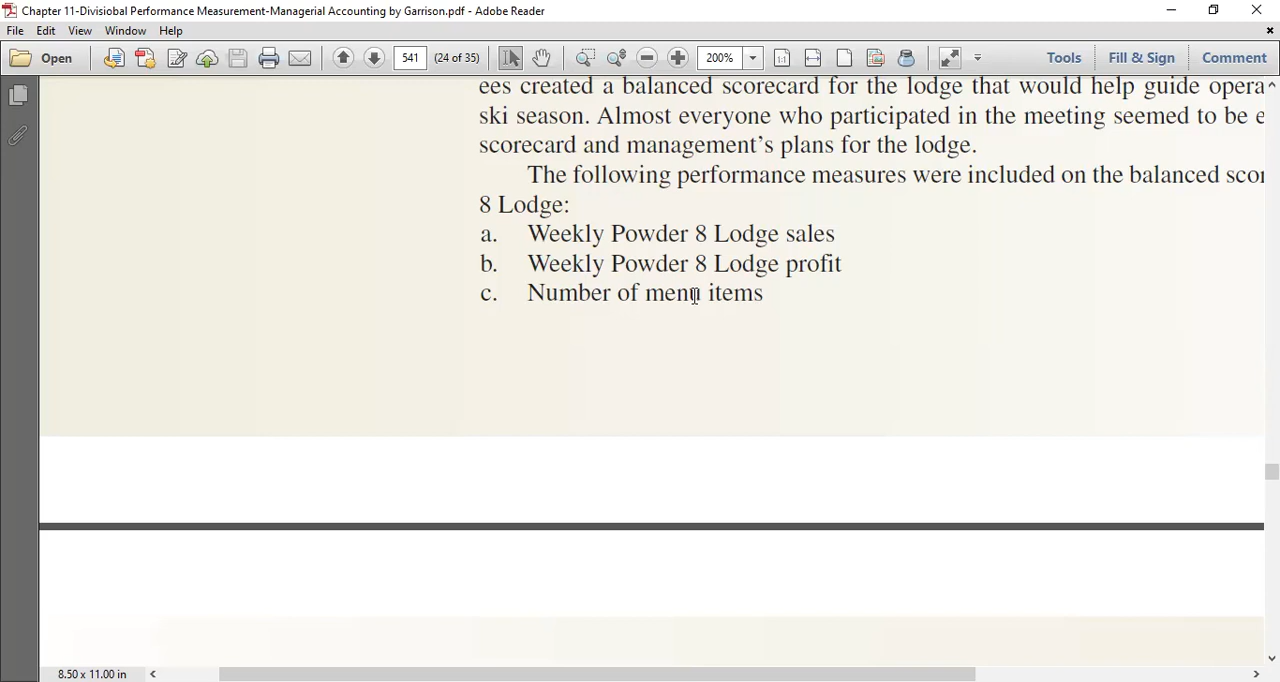 Chapter 11-Divisiobal Performance Measurement-Managerial Accounting by Garrison.pdf - Adobe Reader
File Edit View Window Help
Open 541 (24 of 35) 200% Tools Fill & Sign Comment
ees created a balanced scorecard for the lodge that would help guide opera
ski season. Almost everyone who participated in the meeting seemed to be e
scorecard and management's plans for the lodge.
The following performance measures were included on the balanced scor
8 Lodge:
a. Weekly Powder 8 Lodge sales
b. Weekly Powder 8 Lodge profit
c. Number of menu items
8.50 x 11.00 in